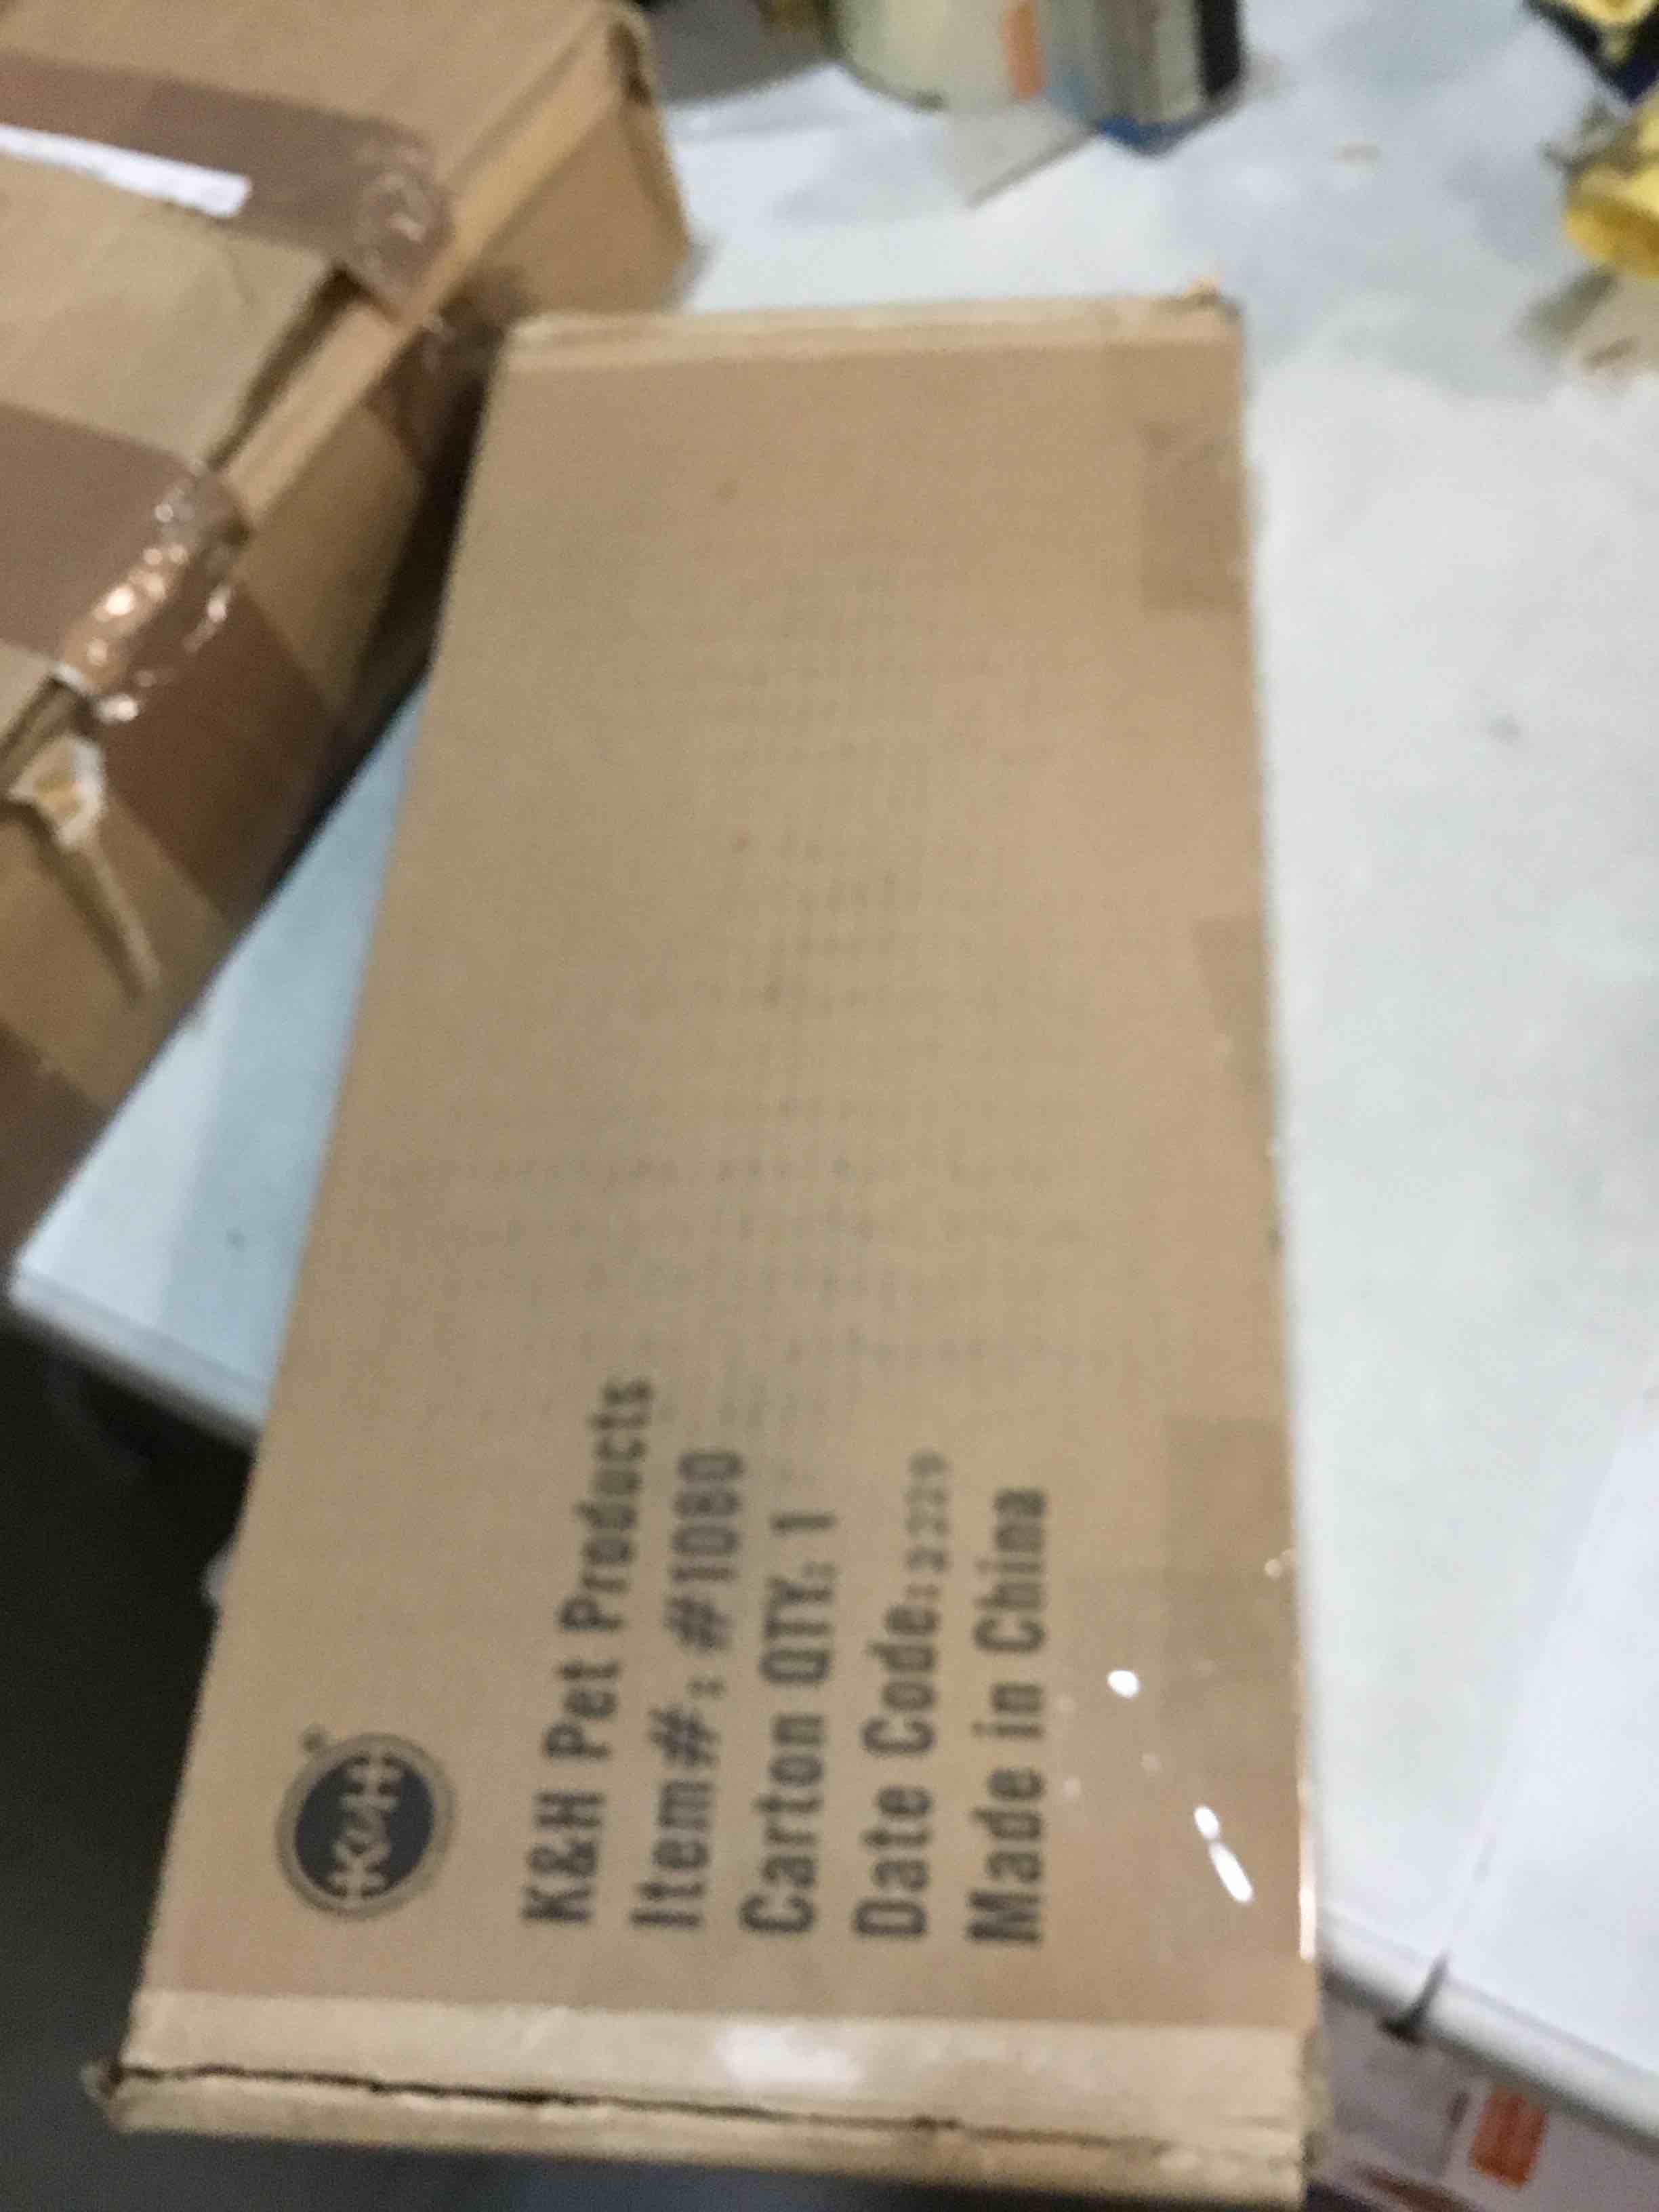 K&H
K&H Pet Products
Item#: #1080
Carton QTY: 1
Date Code:
Made in China